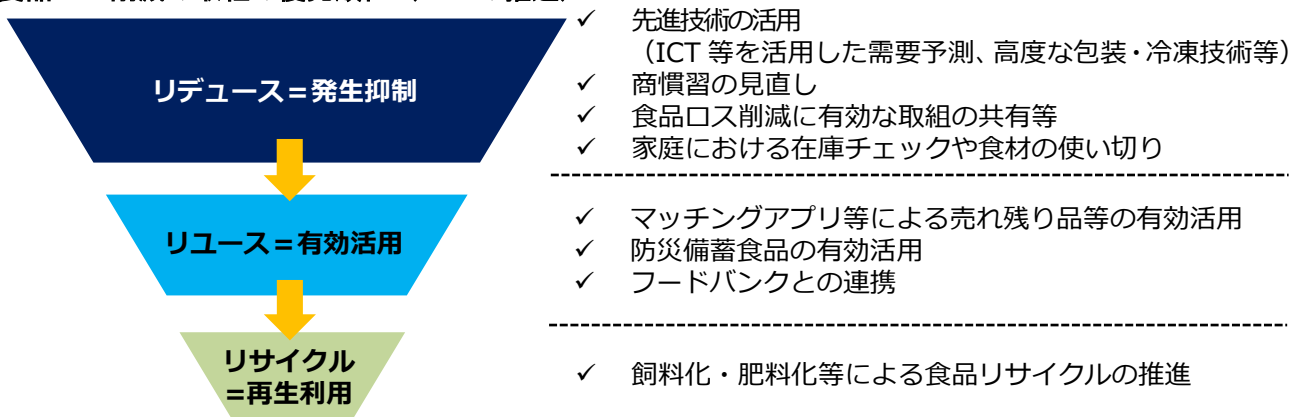 リデュース＝発生抑制
✓ 先進技術の活用
（ICT 等を活用した需要予測、高度な包装・冷凍技術等）
✓ 商慣習の見直し
✓ 食品ロス削減に有効な取組の共有等
✓ 家庭における在庫チェックや食材の使い切り
リユース＝有効活用
✓ マッチングアプリ等による売れ残り品等の有効活用
✓ 防災備蓄食品の有効活用
✓ フードバンクとの連携
リサイクル
=再生利用
✓ 飼料化・肥料化等による食品リサイクルの推進